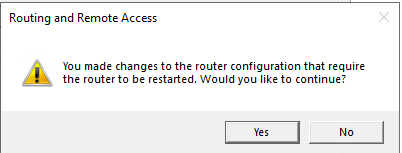 Routing and Remote Access
You made changes to the router configuration that require
the router to be restarted. Would you like to continue?
Yes
No